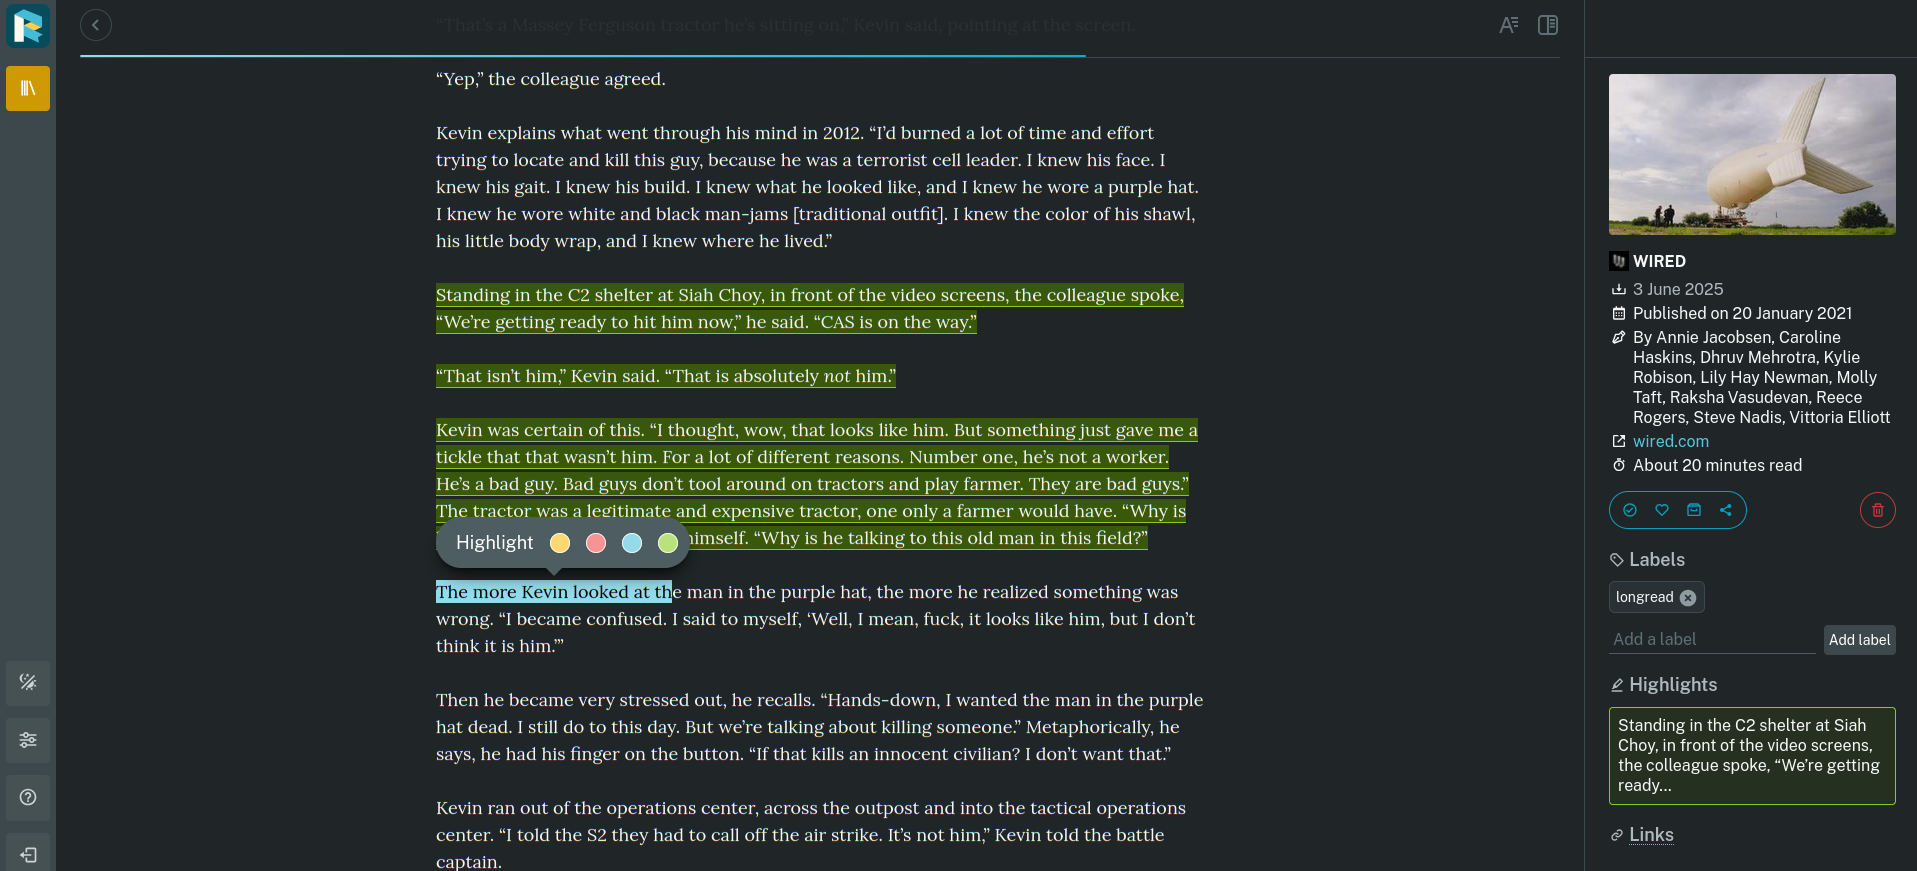 “That’s a Massey Ferguson tractor he’s sitting on,” Kevin said, pointing at the screen.
“Yep,” the colleague agreed.
Kevin explains what went through his mind in 2012. “I’d burned a lot of time and effort
trying to locate and kill this guy, because he was a terrorist cell leader. I knew his face. I
knew his gait. I knew his build. I knew what he looked like, and I knew he wore a purple hat.
I knew he wore white and black man-jams [traditional outfit]. I knew the color of his shawl,
his little body wrap, and I knew where he lived.”
Standing in the C2 shelter at Siah Choy, in front of the video screens, the colleague spoke,
“We’re getting ready to hit him now,” he said. “CAS is on the way.”
“That isn’t him,” Kevin said. “That is absolutely not him.”
Kevin was certain of this. “I thought, wow, that looks like him. But something just gave me a
tickle that that wasn’t him. For a lot of different reasons. Number one, he’s not a worker.
He’s a bad guy. Bad guys don’t tool around on tractors and play farmer. They are bad guys.”
The tractor was a legitimate and expensive tractor, one only a farmer would have. “Why is
himself. “Why is he talking to this old man in this field?”
Highlight
The more Kevin looked at the man in the purple hat, the more he realized something was
wrong. “I became confused. I said to myself, ‘Well, I mean, fuck, it looks like him, but I don’t
think it is him.’”
Then he became very stressed out, he recalls. “Hands-down, I wanted the man in the purple
hat dead. I still do to this day. But we’re talking about killing someone.” Metaphorically, he
says, he had his finger on the button. “If that kills an innocent civilian? I don’t want that.”
Kevin ran out of the operations center, across the outpost and into the tactical operations
center. “I told the S2 they had to call off the air strike. It’s not him,” Kevin told the battle
captain.
WIRED
3 June 2025
Published on 20 January 2021
By Annie Jacobsen, Caroline
Haskins, Dhruv Mehrotra, Kylie
Robison, Lily Hay Newman, Molly
Taft, Raksha Vasudevan, Reece
Rogers, Steve Nadis, Vittoria Elliott
wired.com
About 20 minutes read
Labels
longread
Add a label
Add label
Highlights
Standing in the C2 shelter at Siah
Choy, in front of the video screens,
the colleague spoke, “We’re getting
ready...
Links